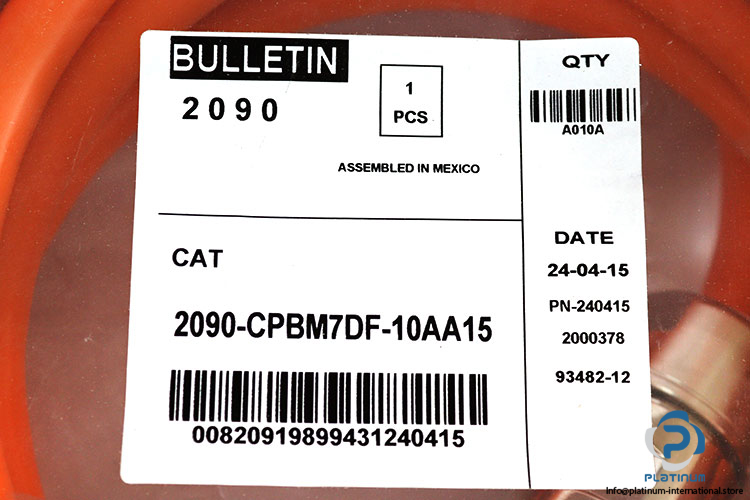 BULLETIN
2090
1
PCS
ASSEMBLED IN MEXICO
CAT
2090-CPBM7DF-10AA15
00820919899431240415
QTY
A010A
DATE
24-04-15
PN-240415
2000378
93482-12
PLATINUM
info@platinum-international.store